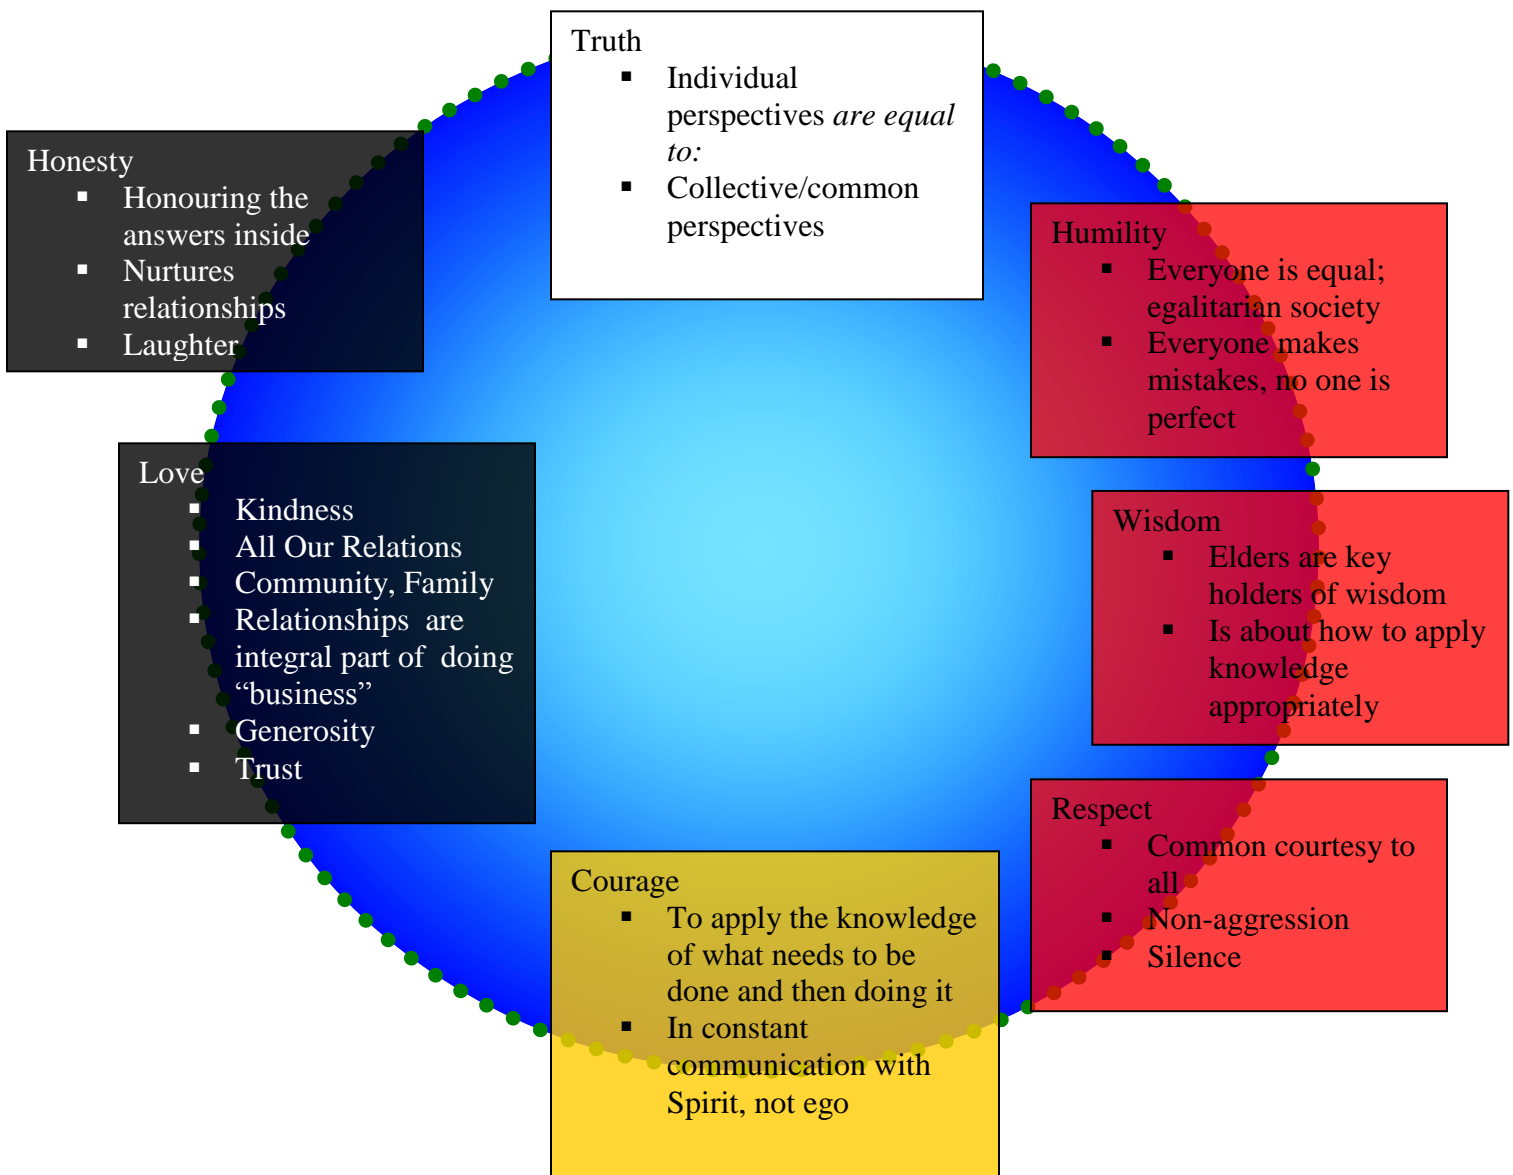 Truth
▪ Individual
perspectives are equal
to:
▪ Collective/common
perspectives
Honesty
▪ Honouring the
answers inside
▪ Nurtures
relationships
▪ Laughter
Humility
▪ Everyone is equal;
egalitarian society
▪ Everyone makes
mistakes, no one is
perfect
Love
▪ Kindness
▪ All Our Relations
▪ Community, Family
▪ Relationships are
integral part of doing
“business”
▪ Generosity
▪ Trust
Wisdom
▪ Elders are key
holders of wisdom
▪ Is about how to apply
knowledge
appropriately
Respect
▪ Common courtesy to
all
▪ Non-aggression
▪ Silence
Courage
▪ To apply the knowledge
of what needs to be
done and then doing it
▪ In constant
communication with
Spirit, not ego